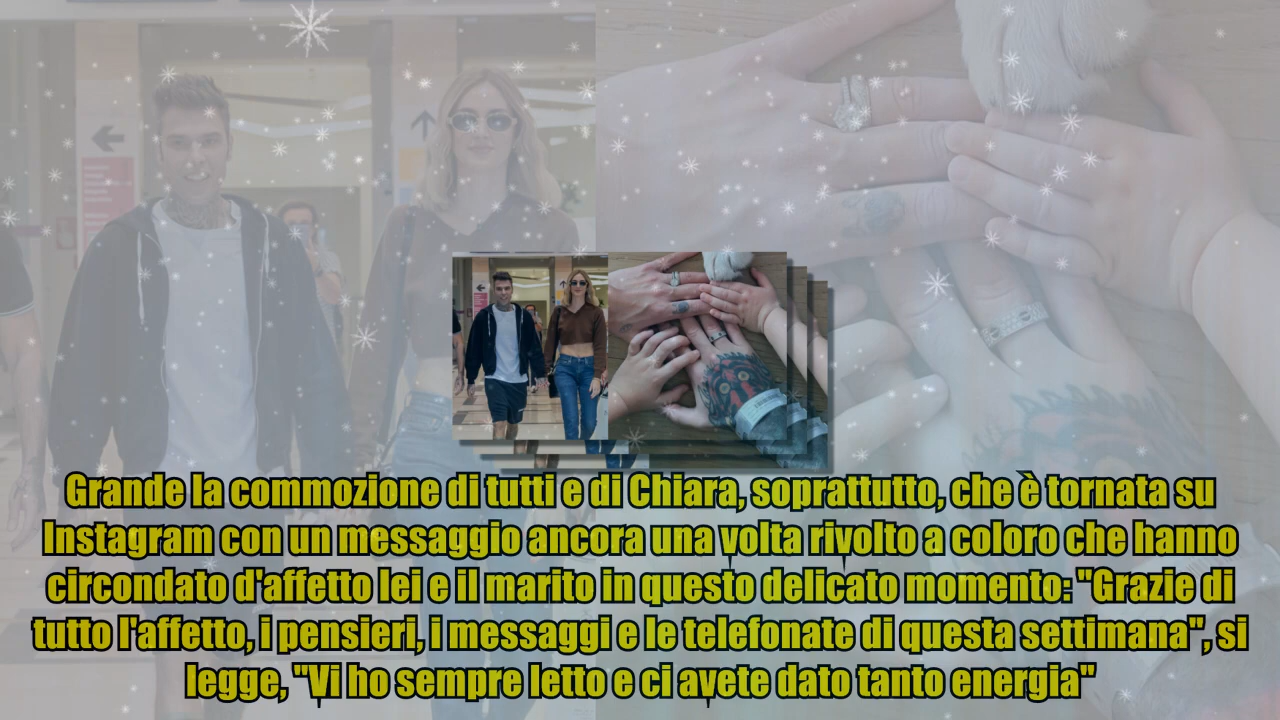 Grande la commozione di tutti e di Chiara, soprattutto, che è tornata su
Instagram con un messaggio ancora una volta rivolto a coloro che hanno
circondato d'affetto lei e il marito in questo delicato momento: "Grazie di
tutto l'affetto, i pensieri, i messaggi e le telefonate di questa settimana", si
legge, "Vi ho sempre letto e ci avete dato tanto energia"